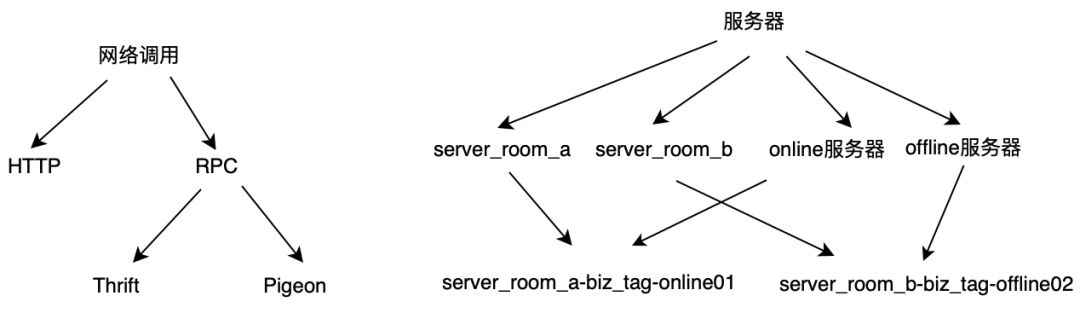 网络调用
HTTP
RPC
Thrift
Pigeon
服务器
server_room_a
server_room_b
online服务器
offline服务器
server_room_a-biz_tag-online01
server_room_b-biz_tag-offline02